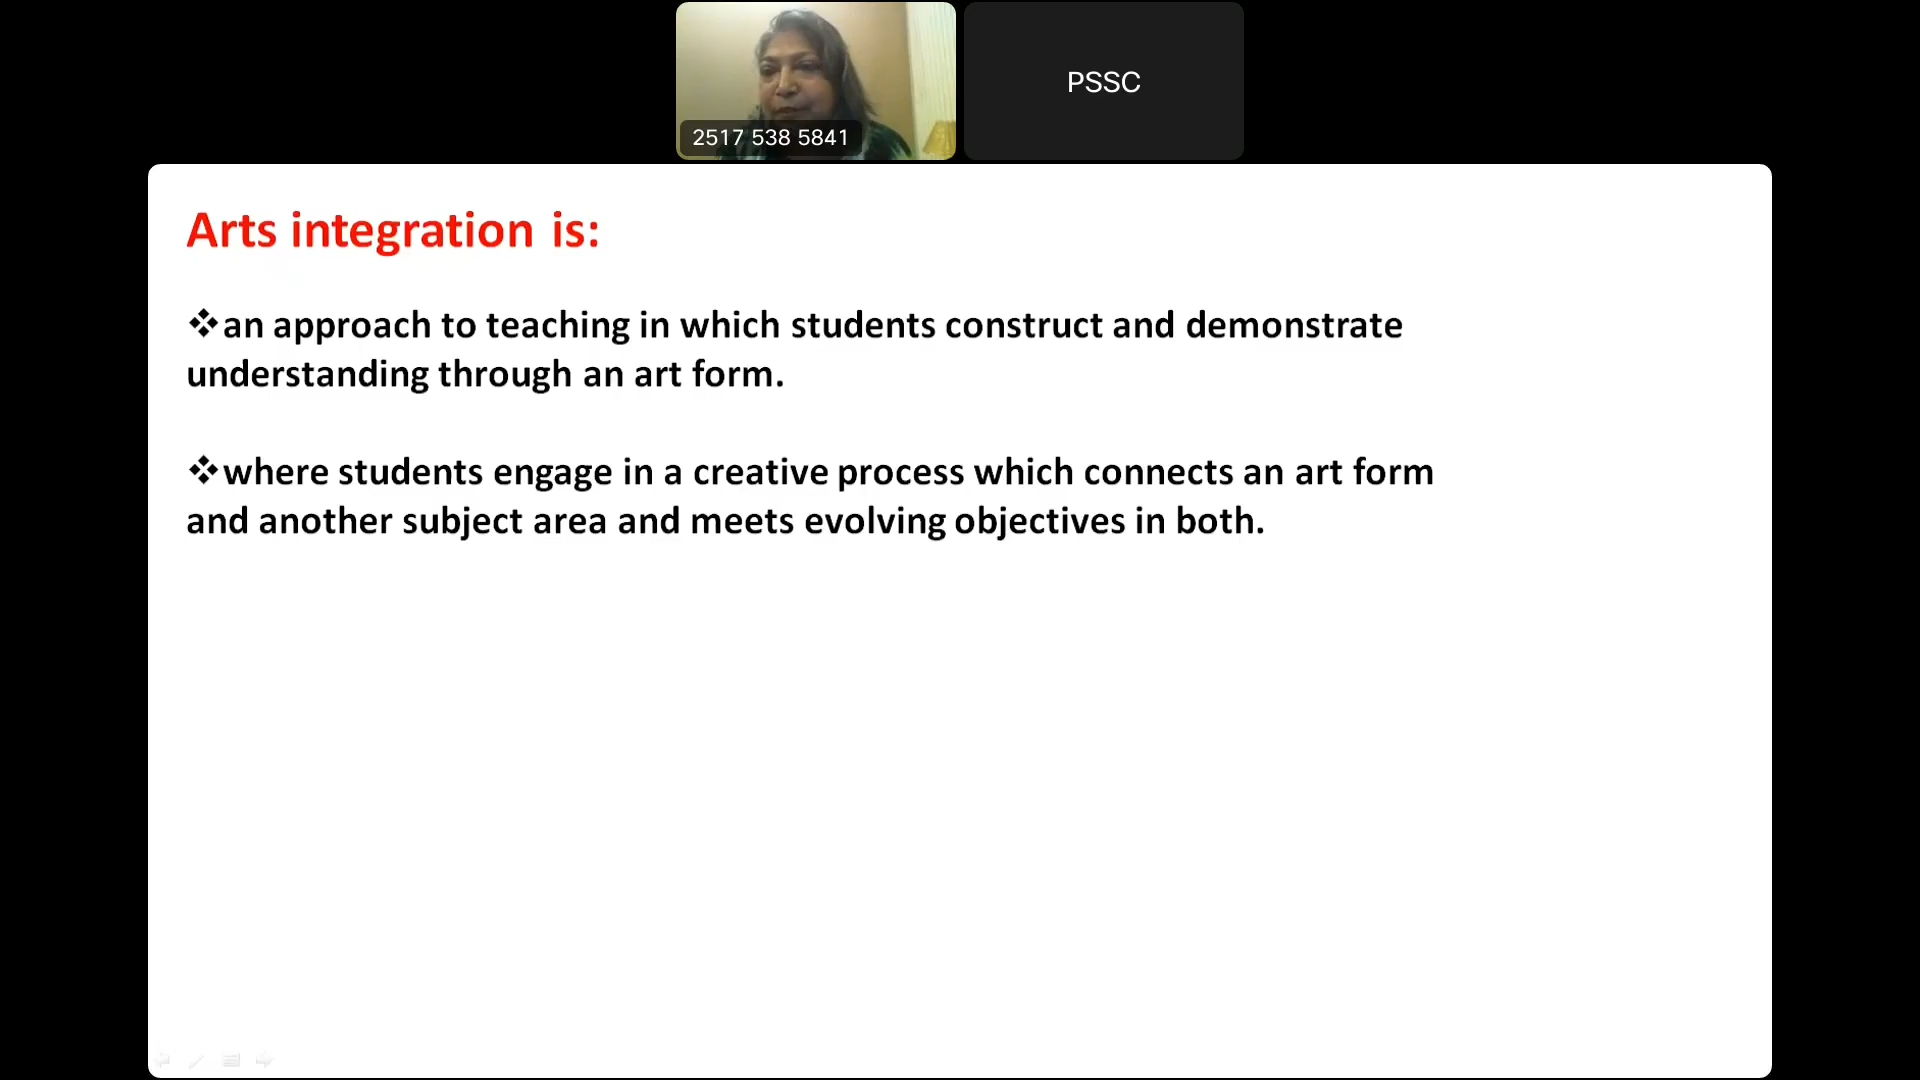 2517 538 5841
PSSC
Arts integration is:
❖an approach to teaching in which students construct and demonstrate
understanding through an art form.
❖where students engage in a creative process which connects an art form
and another subject area and meets evolving objectives in both.